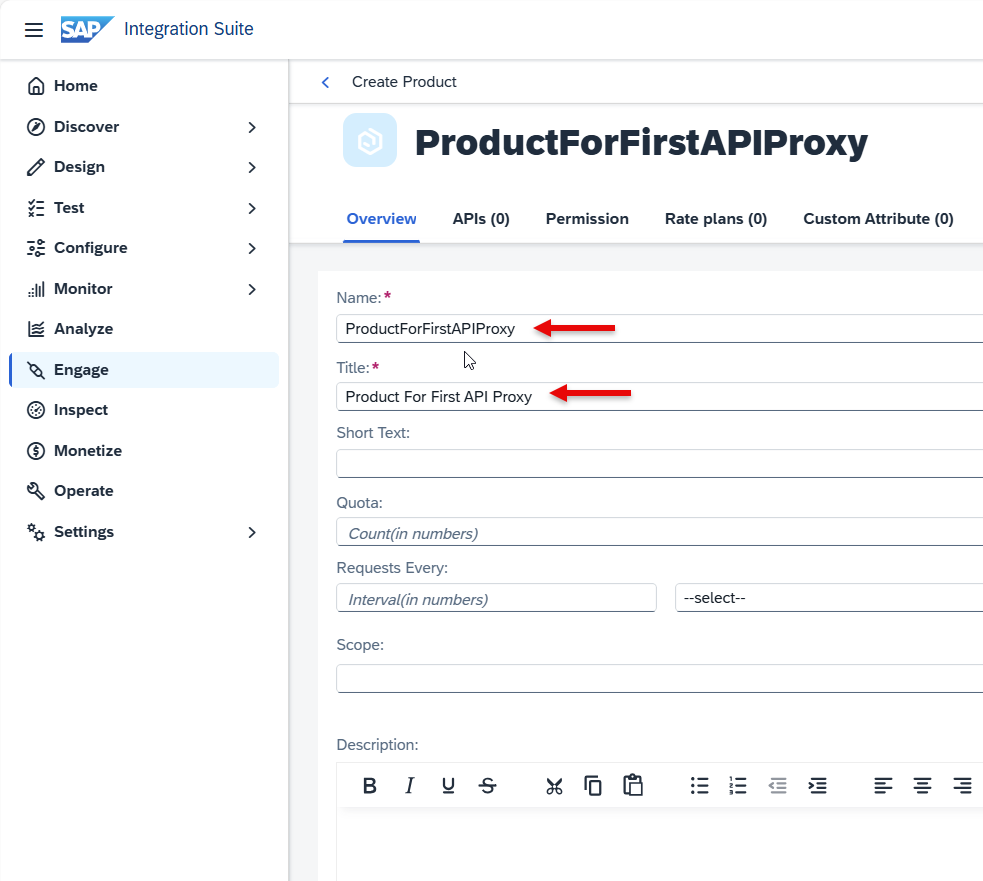 SAP Integration Suite
Home
Discover
Design
Test
Configure
Monitor
Analyze
Engage
Inspect
Monetize
Operate
Settings
Create Product
ProductForFirstAPIProxy
Overview APIs (0) Permission Rate plans (0) Custom Attribute (0)
Name:*
ProductForFirstAPIProxy
Title:*
Product For First API Proxy
Short Text:
Quota:
Count(in numbers)
Requests Every:
Interval(in numbers) --select--
Scope:
Description:
B I U S